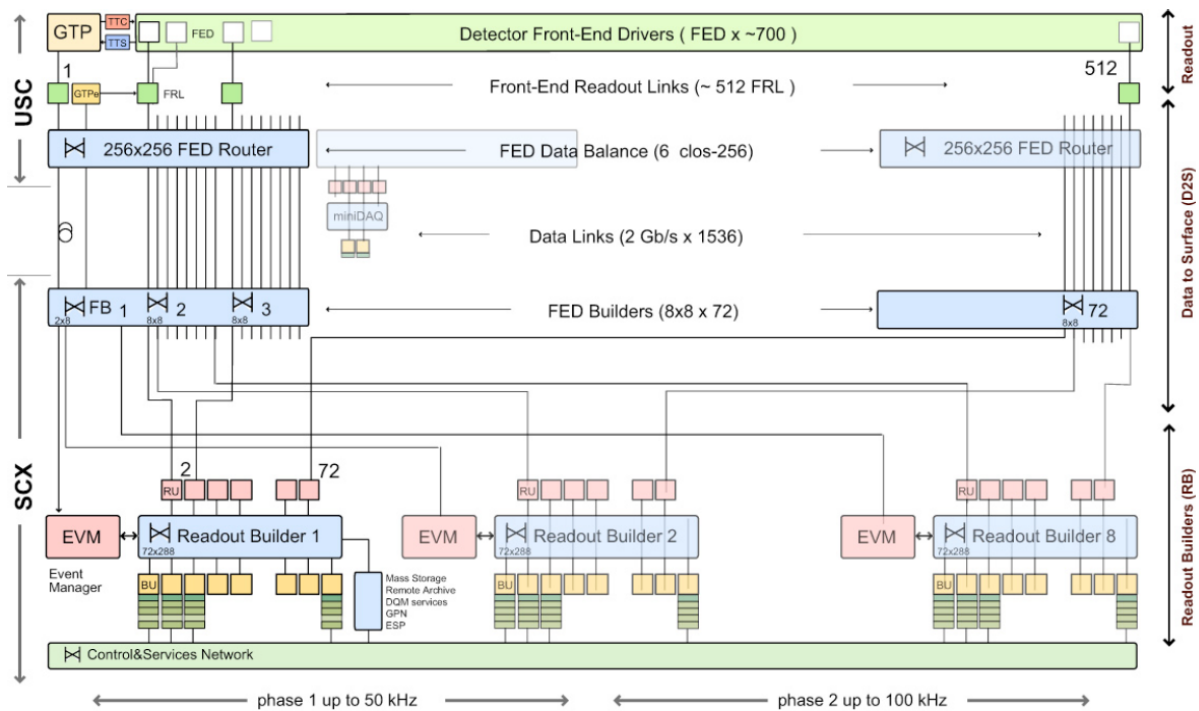 GTP
TTC
TTS
FED
Detector Front-End Drivers ( FED x ~700 )
1
512
GTPe
FRL
Front-End Readout Links (~ 512 FRL )
256x256 FED Router
FED Data Balance (6 clos-256)
256x256 FED Router
miniDAQ
Data Links (2 Gb/s x 1536)
FB 1
2x8
2
8x8
3
8x8
FED Builders (8x8 x 72)
72
8x8
2
72
RU
RU
RU
EVM
Readout Builder 1
72x288
EVM
Readout Builder 2
72x288
EVM
Readout Builder 8
72x288
Event
Manager
BU
Mass Storage
Remote Archive
DQM services
GPN
ESP
BU
BU
Control&Services Network
phase 1 up to 50 kHz
phase 2 up to 100 kHz
USC
SCX
Readout
Data to Surface (D2S)
Readout Builders (RB)